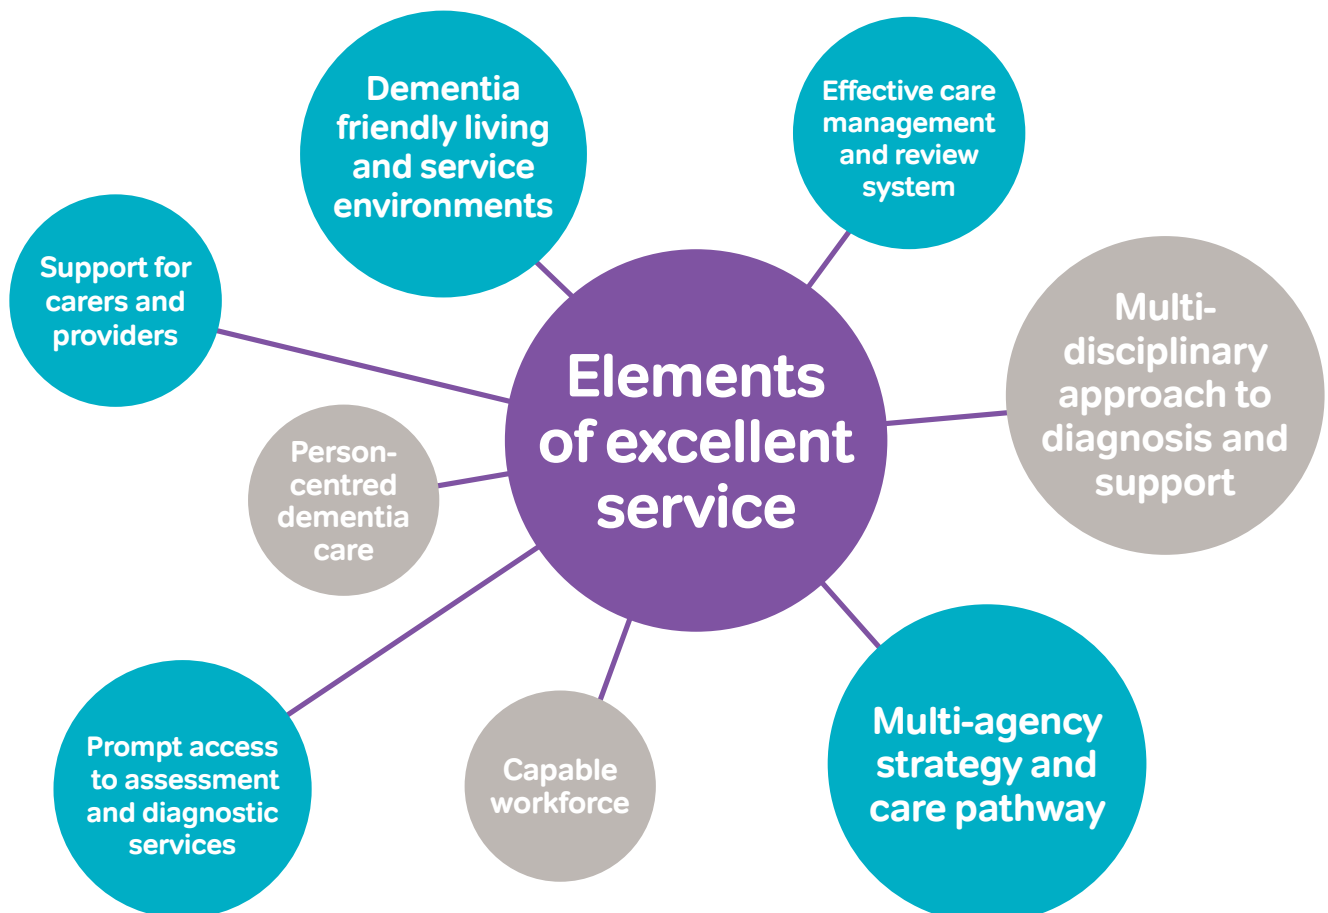 Dementia
friendly living
and service
environments
Effective care
management
and review
system
Support for
carers and
providers
Multi-
disciplinary
approach to
diagnosis and
support
Elements
of excellent
service
Person-
centred
dementia
care
Prompt access
to assessment
and diagnostic
services
Capable
workforce
Multi-agency
strategy and
care pathway